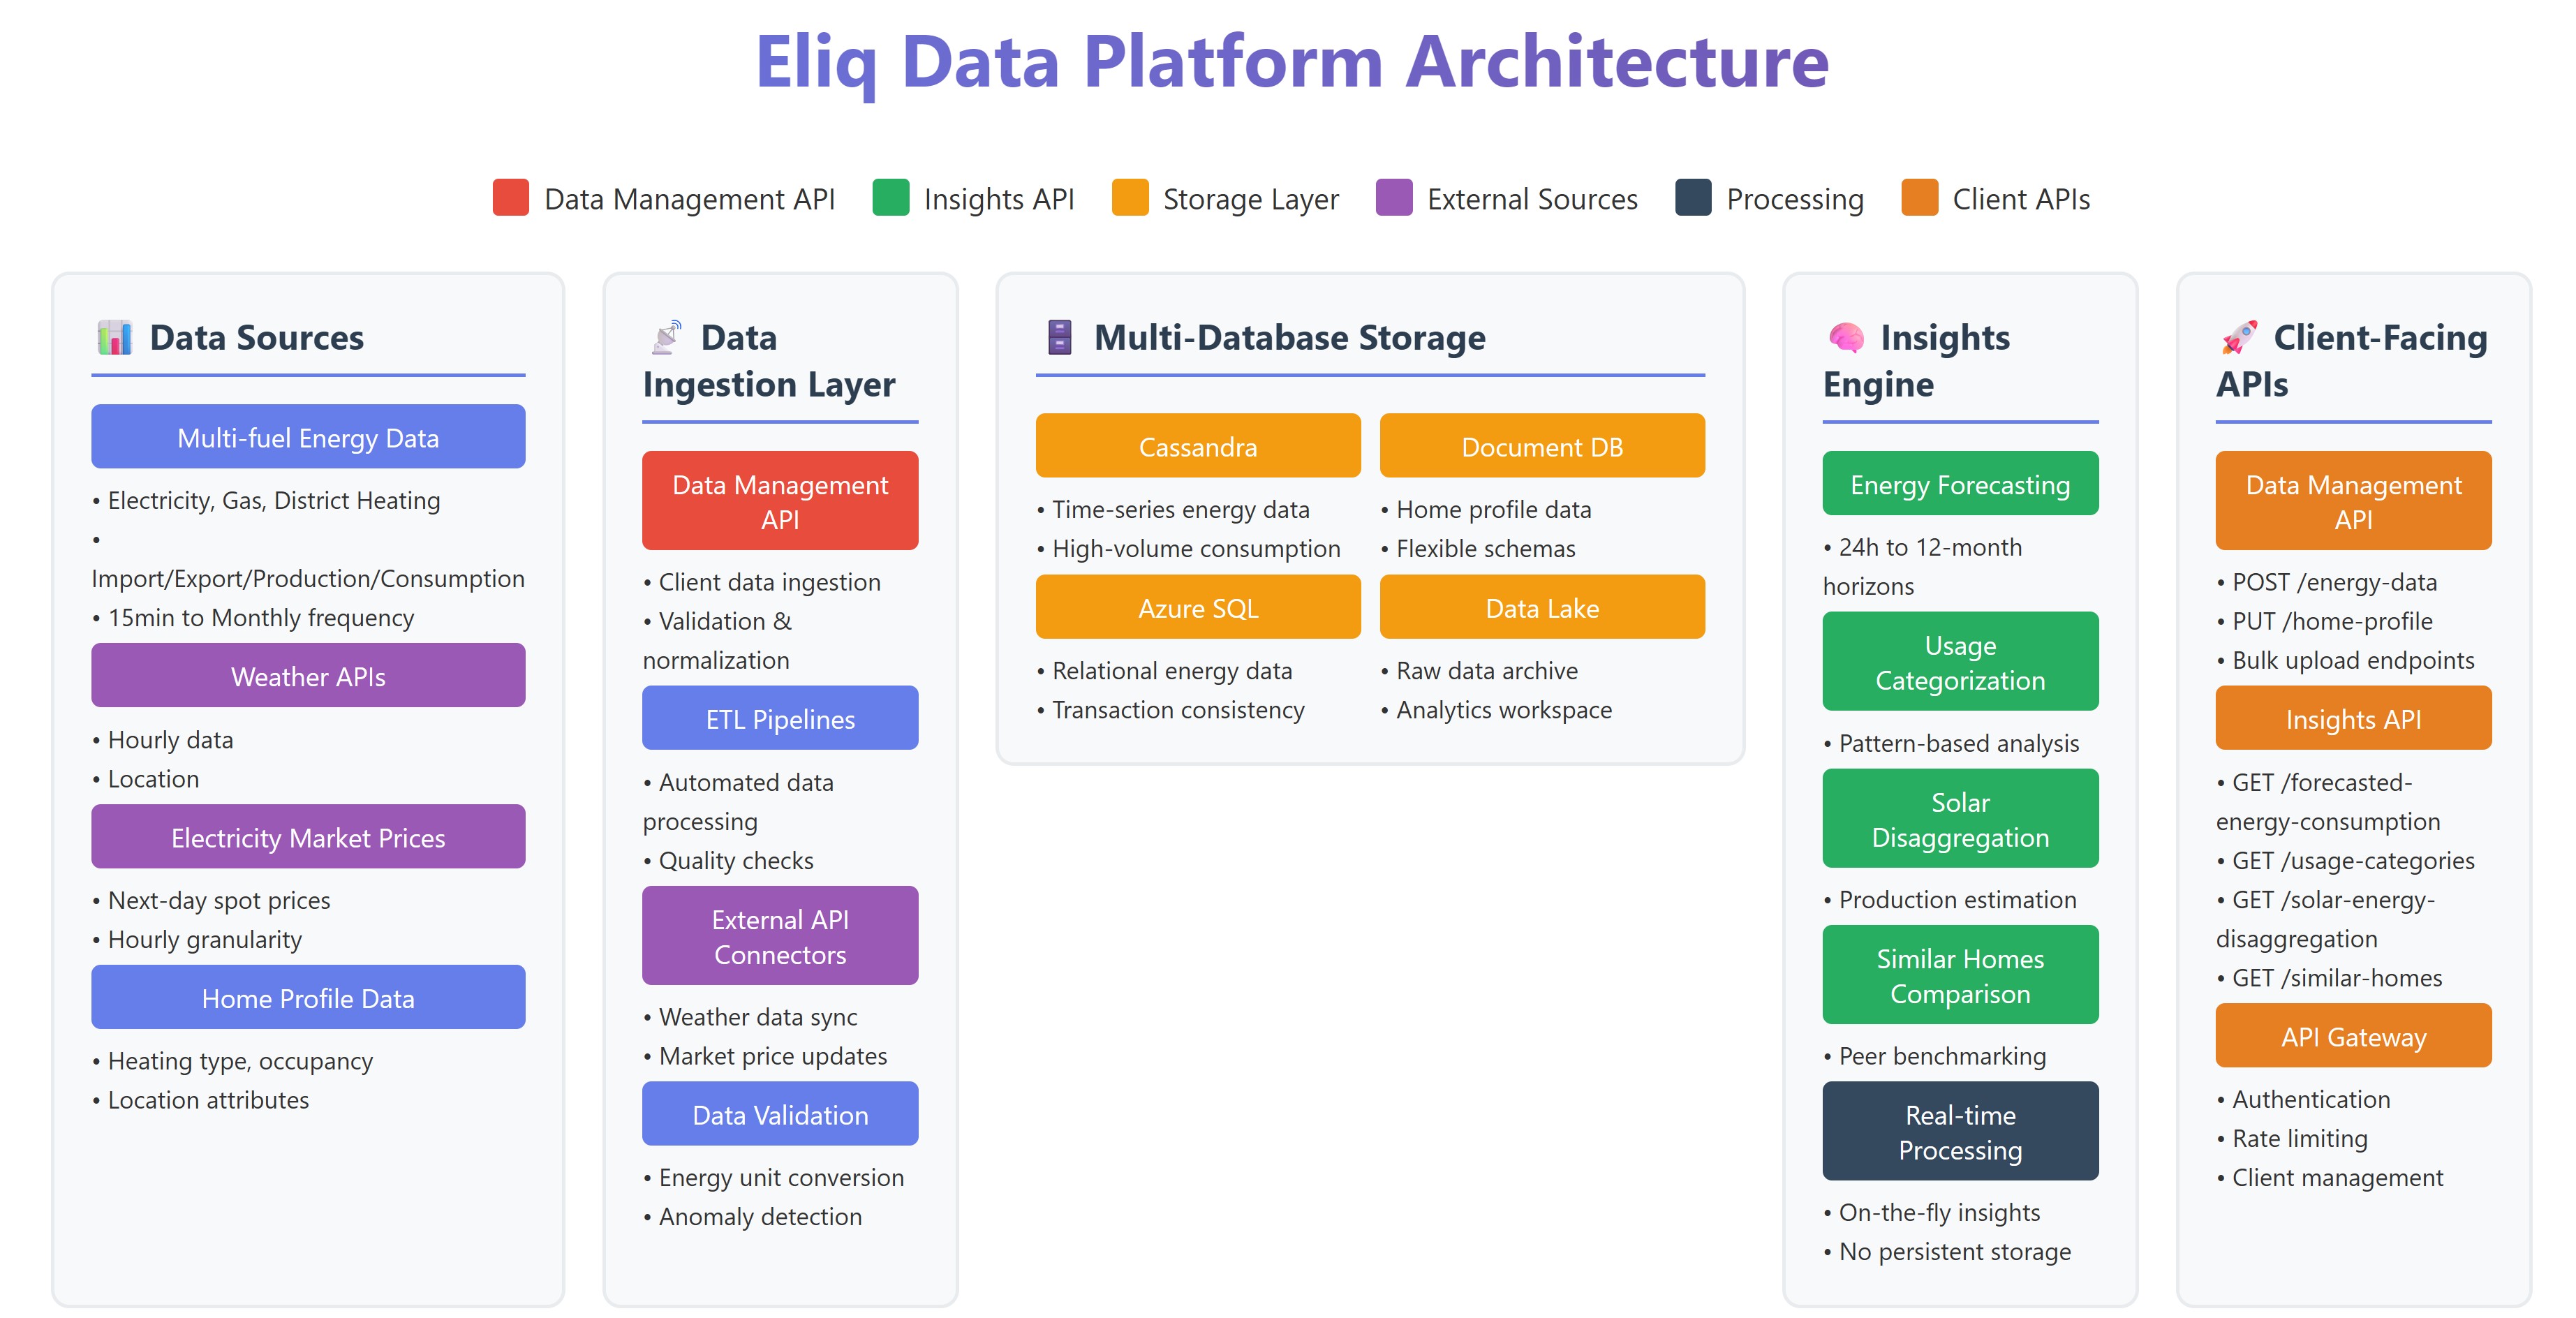 Eliq Data Platform Architecture
Data Management API
Insights API
Storage Layer
External Sources
Processing
Client APIs
Data Sources
Multi-fuel Energy Data
• Electricity, Gas, District Heating
•
Import/Export/Production/Consumption
• 15min to Monthly frequency
Weather APIs
• Hourly data
• Location
Electricity Market Prices
• Next-day spot prices
• Hourly granularity
Home Profile Data
• Heating type, occupancy
• Location attributes
Data
Ingestion Layer
Data Management
API
• Client data ingestion
• Validation &
normalization
ETL Pipelines
• Automated data
processing
• Quality checks
External API
Connectors
• Weather data sync
• Market price updates
Data Validation
• Energy unit conversion
• Anomaly detection
Multi-Database Storage
Cassandra
• Time-series energy data
• High-volume consumption
Document DB
• Home profile data
• Flexible schemas
Azure SQL
• Relational energy data
• Transaction consistency
Data Lake
• Raw data archive
• Analytics workspace
Insights
Engine
Energy Forecasting
• 24h to 12-month
horizons
Usage
Categorization
• Pattern-based analysis
Solar
Disaggregation
• Production estimation
Similar Homes
Comparison
• Peer benchmarking
Real-time
Processing
• On-the-fly insights
• No persistent storage
Client-Facing
APIs
Data Management
API
• POST /energy-data
• PUT /home-profile
• Bulk upload endpoints
Insights API
• GET /forecasted-
energy-consumption
• GET /usage-categories
• GET /solar-energy-
disaggregation
• GET /similar-homes
API Gateway
• Authentication
• Rate limiting
• Client management